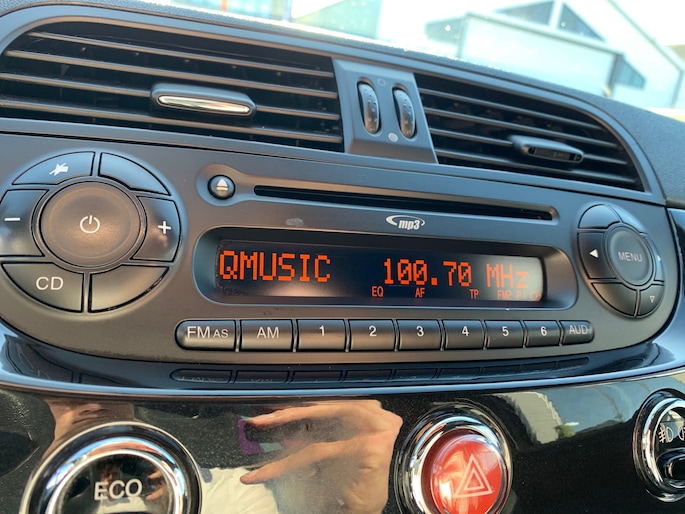 mp3
QMUSIC 100.70 MHz
EQ AF TP
MENU
CD
FM AS AM 1 2 3 4 5 6 AUD
ECO